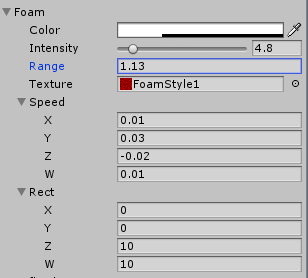 Foam
Color
Intensity 4.8
Range 1.13
Texture FoamStyle1
Speed
X 0.01
Y 0.03
Z -0.02
W 0.01
Rect
X 0
Y 0
Z 10
W 10